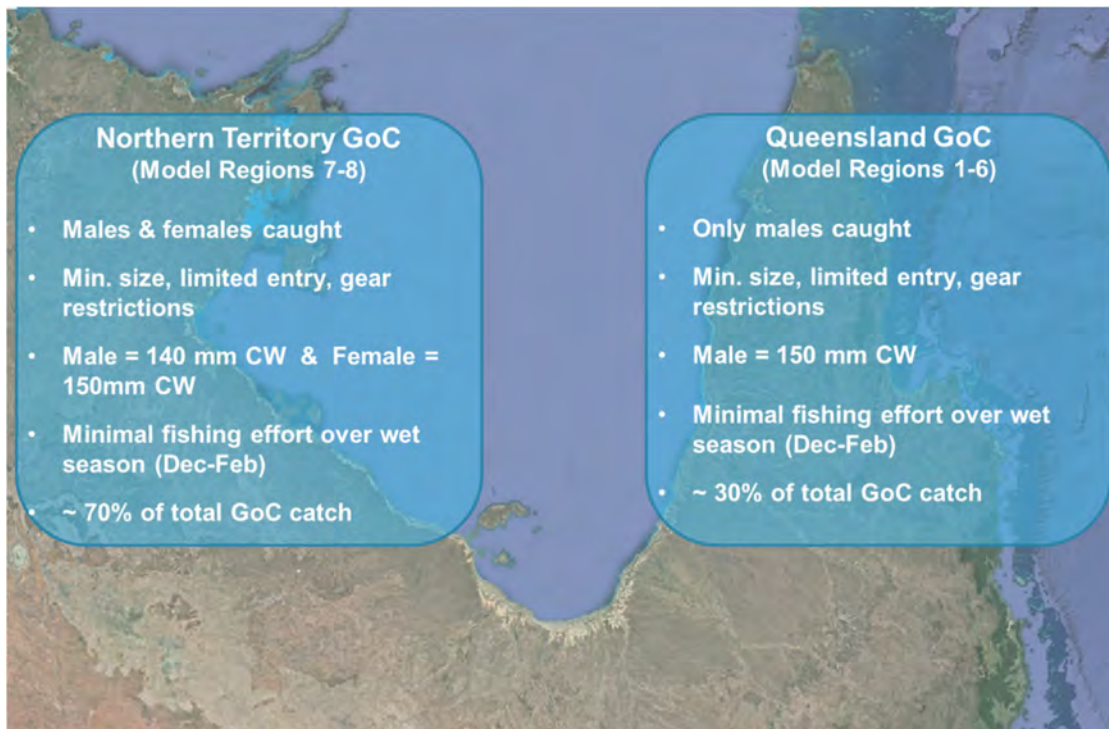 Northern Territory GoC
(Model Regions 7-8)
• Males & females caught
• Min. size, limited entry, gear
restrictions
• Male = 140 mm CW & Female =
150mm CW
• Minimal fishing effort over wet
season (Dec-Feb)
• ~ 70% of total GoC catch
Queensland GoC
(Model Regions 1-6)
• Only males caught
• Min. size, limited entry, gear
restrictions
• Male = 150 mm CW
• Minimal fishing effort over wet
season (Dec-Feb)
• ~ 30% of total GoC catch